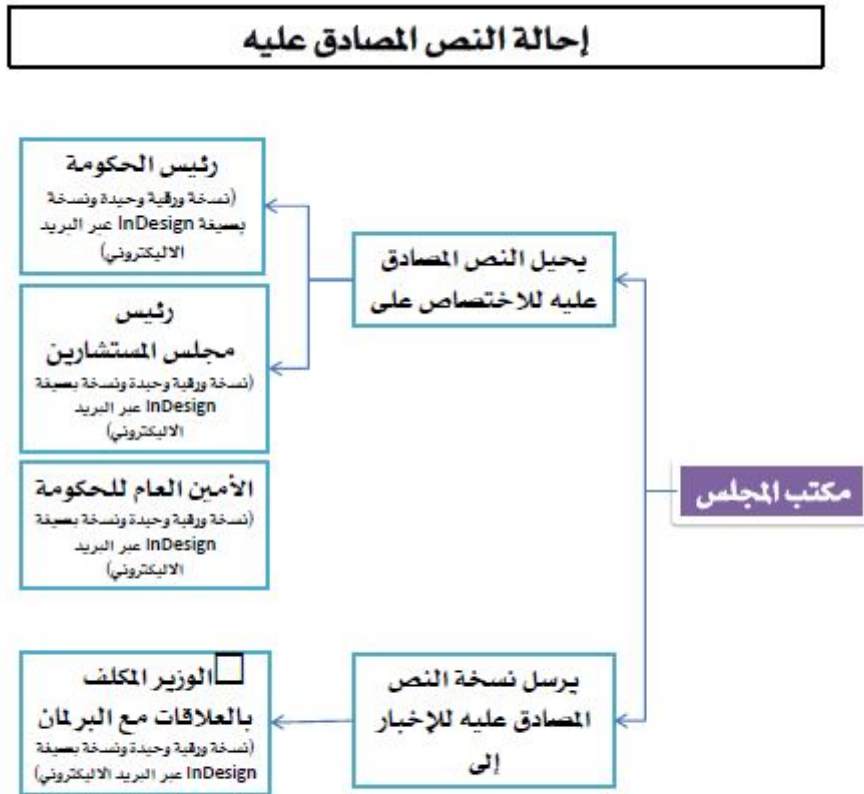 إحالة النص المصادق عليه
مكتب المجلس
يحيل النص المصادق
عليه للاختصاص على
رئيس الحكومة
(نسخة ورقية وحيدة ونسخة
بصيغة InDesign عبر البريد
الاليكتروني)
رئيس
مجلس المستشارين
(نسخة ورقية وحيدة ونسخة بصيغة
InDesign عبر البريد
الاليكتروني)
الأمين العام للحكومة
(نسخة ورقية وحيدة ونسخة بصيغة
InDesign عبر البريد
الاليكتروني)
يرسل نسخة النص
المصادق عليه للإخبار
إلى
الوزير المكلف
بالعلاقات مع البرلمان
(نسخة ورقية وحيدة ونسخة بصيغة
InDesign عبر البريد الاليكتروني)